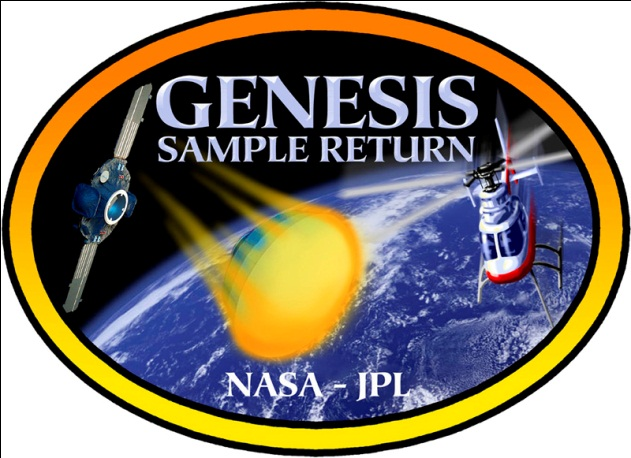 GENESIS
SAMPLE RETURN
NASA - JPL